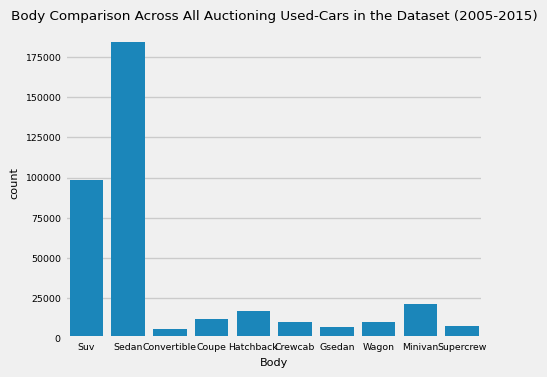 Body Comparison Across All Auctioning Used-Cars in the Dataset (2005-2015)
175000
150000
125000
100000
75000
50000
25000
0
count
Suv Sedan Convertible Coupe Hatchback Crewcab Gsedan Wagon Minivan Supercrew
Body